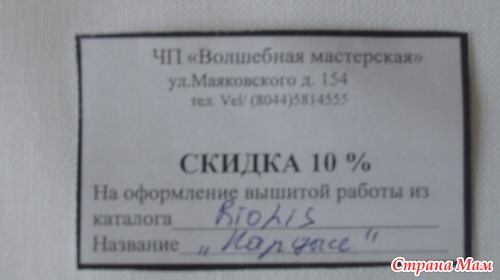 ЧП «Волшебная мастерская»
ул.Маяковского д. 154
тел. Vel/ (8044)5814555
СКИДКА 10 %
На оформление вышитой работы из
каталога Riolis
Название „Нарцысс"
Страна Мам